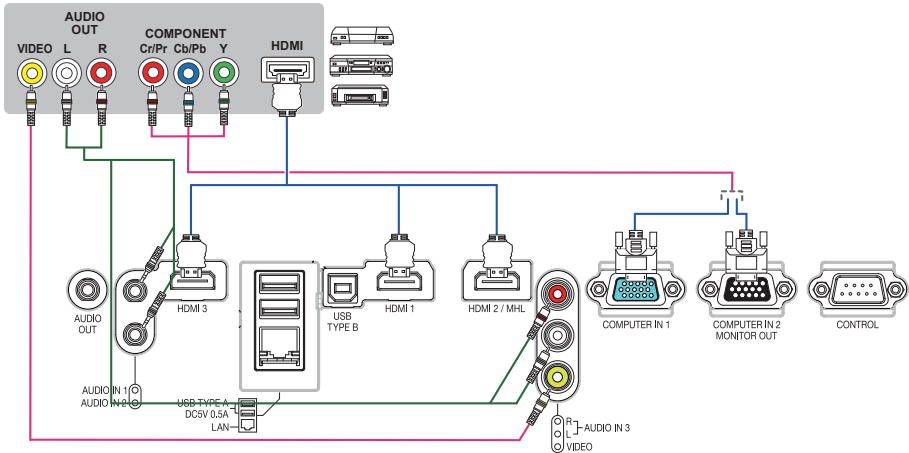 AUDIO
OUT
VIDEO L R
COMPONENT
Cr/Pr Cb/Pb Y
HDMI
AUDIO
OUT
HDMI 3
USB
TYPE B
HDMI 1
HDMI 2 / MHL
COMPUTER IN 1
COMPUTER IN 2
MONITOR OUT
CONTROL
AUDIO IN 1
AUDIO IN 2
USB TYPE A
DC5V 0.5A
LAN
R
L
AUDIO IN 3
VIDEO